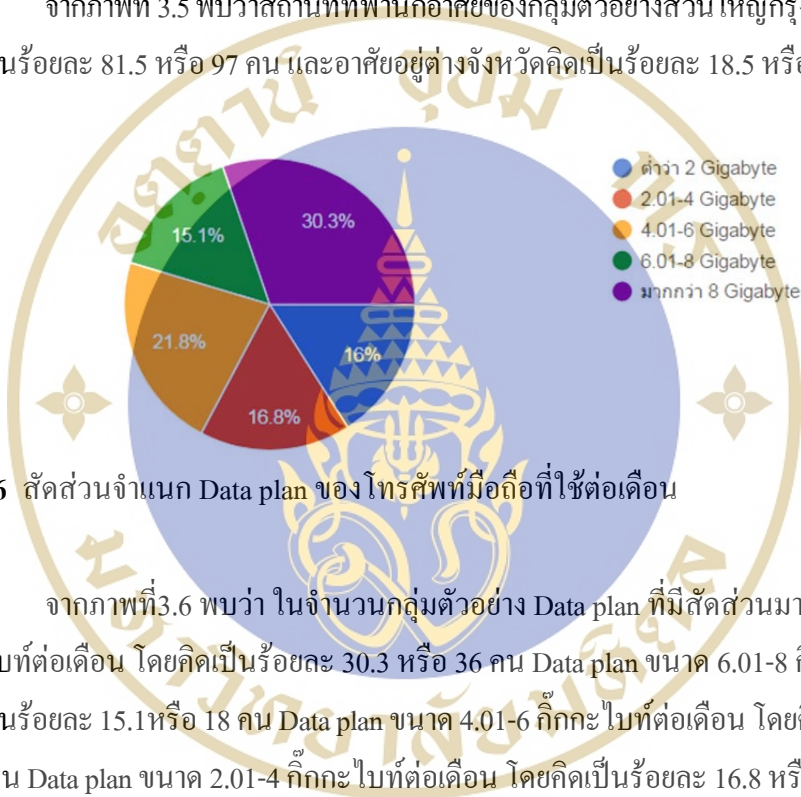 จากภาพที่ 3.5 พบว่าสถานที่ที่พำนักอาศัยของกลุ่มตัวอย่างส่วนใหญ่กรุง
นร้อยละ 81.5 หรือ 97 คน และอาศัยอยู่ต่างจังหวัดคิดเป็นร้อยละ 18.5 หรือ
ต่ำว่า 2 Gigabyte
2.01-4 Gigabyte
4.01-6 Gigabyte
6.01-8 Gigabyte
มากกว่า 8 Gigabyte
30.3%
15.1%
21.8%
16%
16.8%
6 สัดส่วนจำแนก Data plan ของโทรศัพท์มือถือที่ใช้ต่อเดือน
จากภาพที่3.6 พบว่า ในจำนวนกลุ่มตัวอย่าง Data plan ที่มีสัดส่วนมา
บท์ต่อเดือน โดยคิดเป็นร้อยละ 30.3 หรือ 36 คน Data plan ขนาด 6.01-8 กิ
นร้อยละ 15.1หรือ 18 คน Data plan ขนาด 4.01-6 กิ๊กกะไบท์ต่อเดือน โดยคิ
น Data plan ขนาด 2.01-4 กิ๊กกะไบท์ต่อเดือน โดยคิดเป็นร้อยละ 16.8 หรือ
มหาวิทยาลัยมหิดล